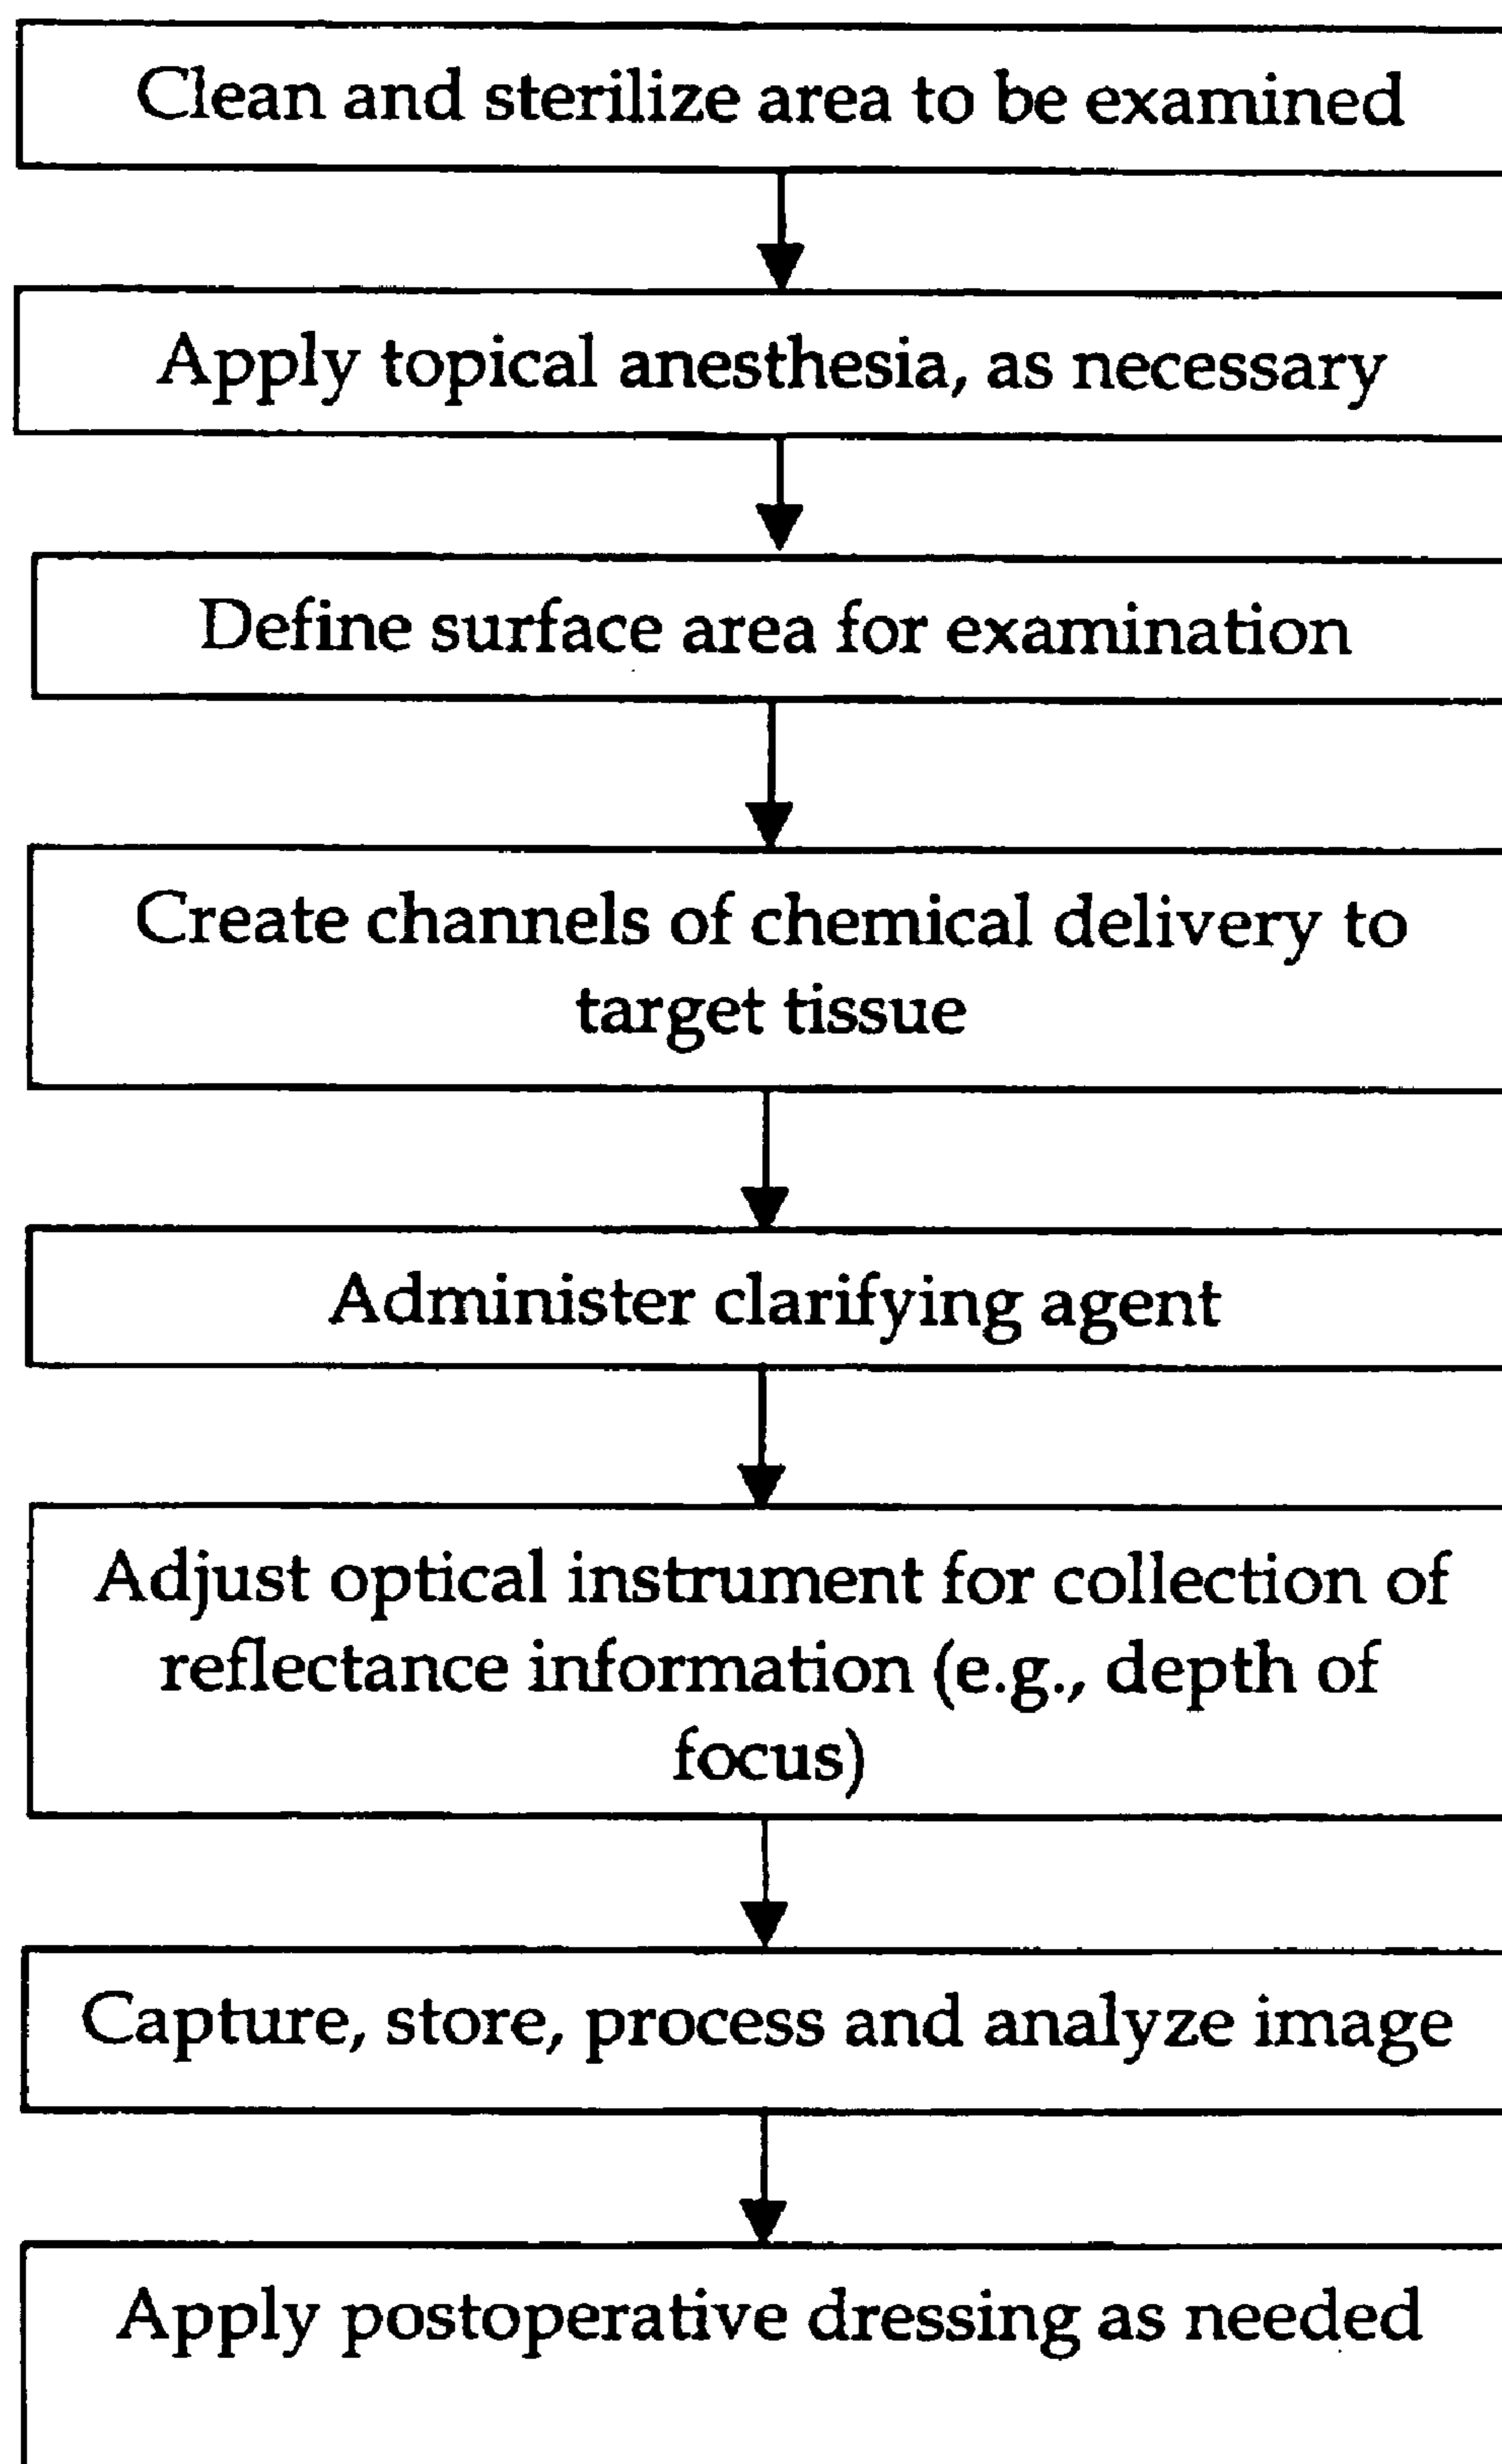 Clean and sterilize area to be examined
Apply topical anesthesia, as necessary
Define surface area for examination
Create channels of chemical delivery to
target tissue
Administer clarifying agent
Adjust optical instrument for collection of
reflectance information (e.g., depth of
focus)
Capture, store, process and analyze image
Apply postoperative dressing as needed